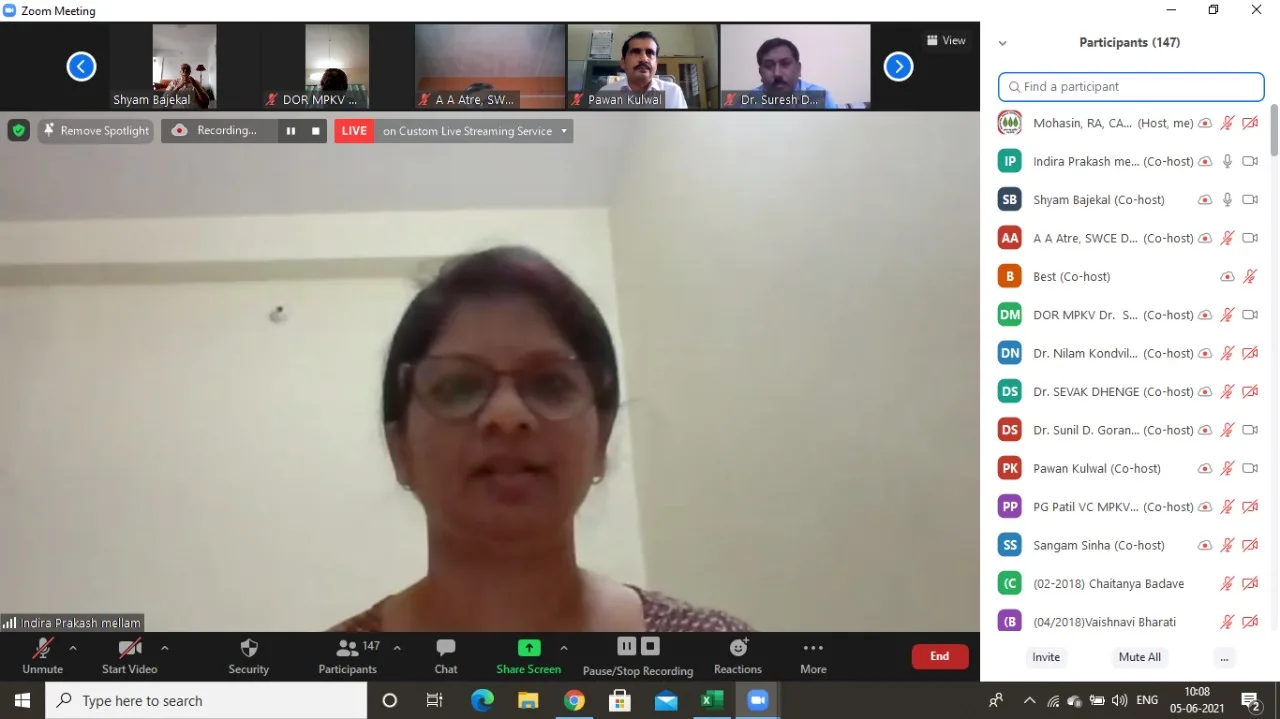 Zoom Meeting
Shyam Bajekal
DOR MPKV ...
A A Atre, SW...
Pawan Kulwal
Dr. Suresh D...
View
Remove Spotlight
Recording...
LIVE on Custom Live Streaming Service
Indira Prakash mellam
Unmute
Start Video
Security
147
Participants
Chat
Share Screen
Pause/Stop Recording
Reactions
More
End
Participants (147)
Find a participant
Mohasin, RA, CA... (Host, me)
IP Indira Prakash me... (Co-host)
SB Shyam Bajekal (Co-host)
AA A A Atre, SWCE D... (Co-host)
B Best (Co-host)
DM DOR MPKV Dr. S... (Co-host)
DN Dr. Nilam Kondvil... (Co-host)
DS Dr. SEVAK DHENGE (Co-host)
DS Dr. Sunil D. Goran... (Co-host)
PK Pawan Kulwal (Co-host)
PP PG Patil VC MPKV... (Co-host)
SS Sangam Sinha (Co-host)
(C (02-2018) Chaitanya Badave
(B (04/2018)Vaishnavi Bharati
Invite
Mute All
...
Type here to search
ENG
10:08
05-06-2021
2